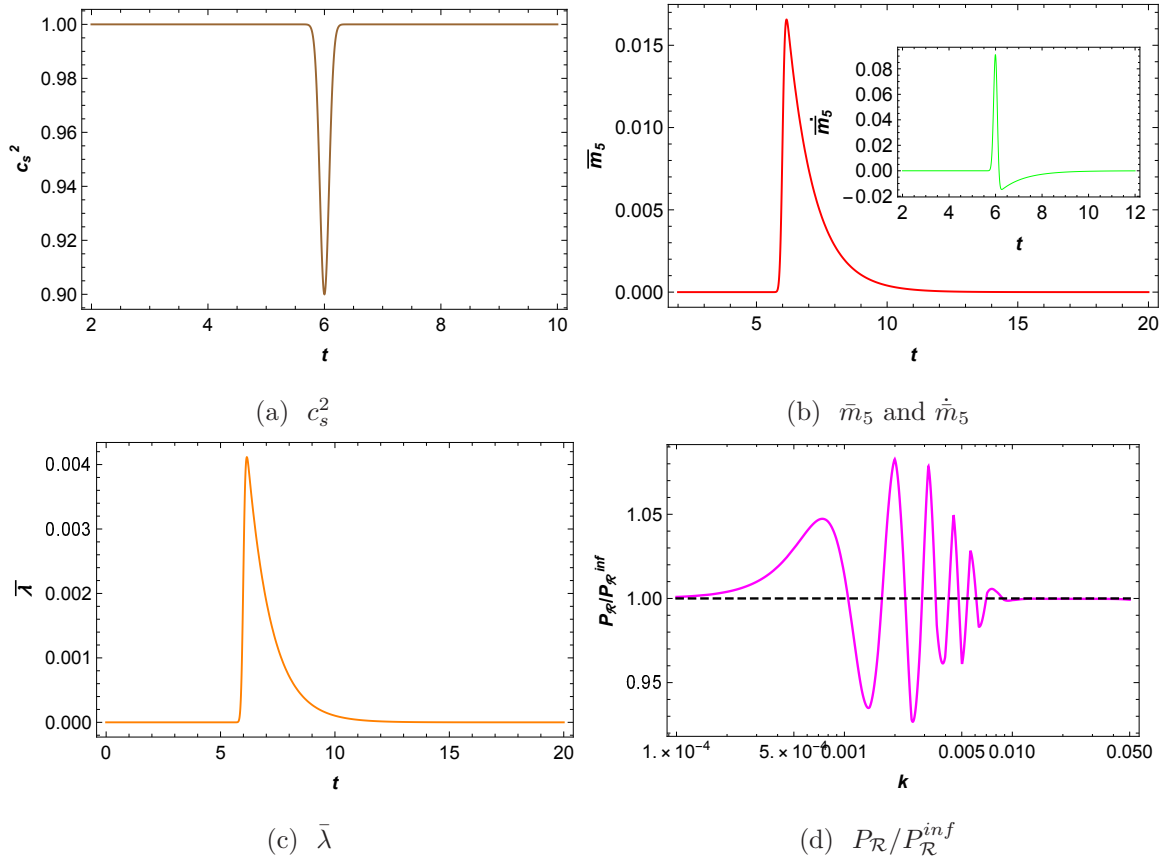 1.00
0.98
0.96
0.94
0.92
0.90
c_s^2
2 4 6 8 10
t
(a) c_s^2
0.015
0.010
0.005
0.000
m̅_5
5 10 15 20
t
0.08
0.06
0.04
0.02
0.00
−0.02
ṁ̅_5
2 4 6 8 10 12
t
(b) m̄_5 and ṁ̄_5
0.004
0.003
0.002
0.001
0.000
λ̅
0 5 10 15 20
t
(c) λ̄
1.05
1.00
0.95
P_ℛ/P_ℛ^inf
1.×10^-4 5.×10^-4 0.001 0.005 0.010 0.050
k
(d) P_ℛ/P_ℛ^inf